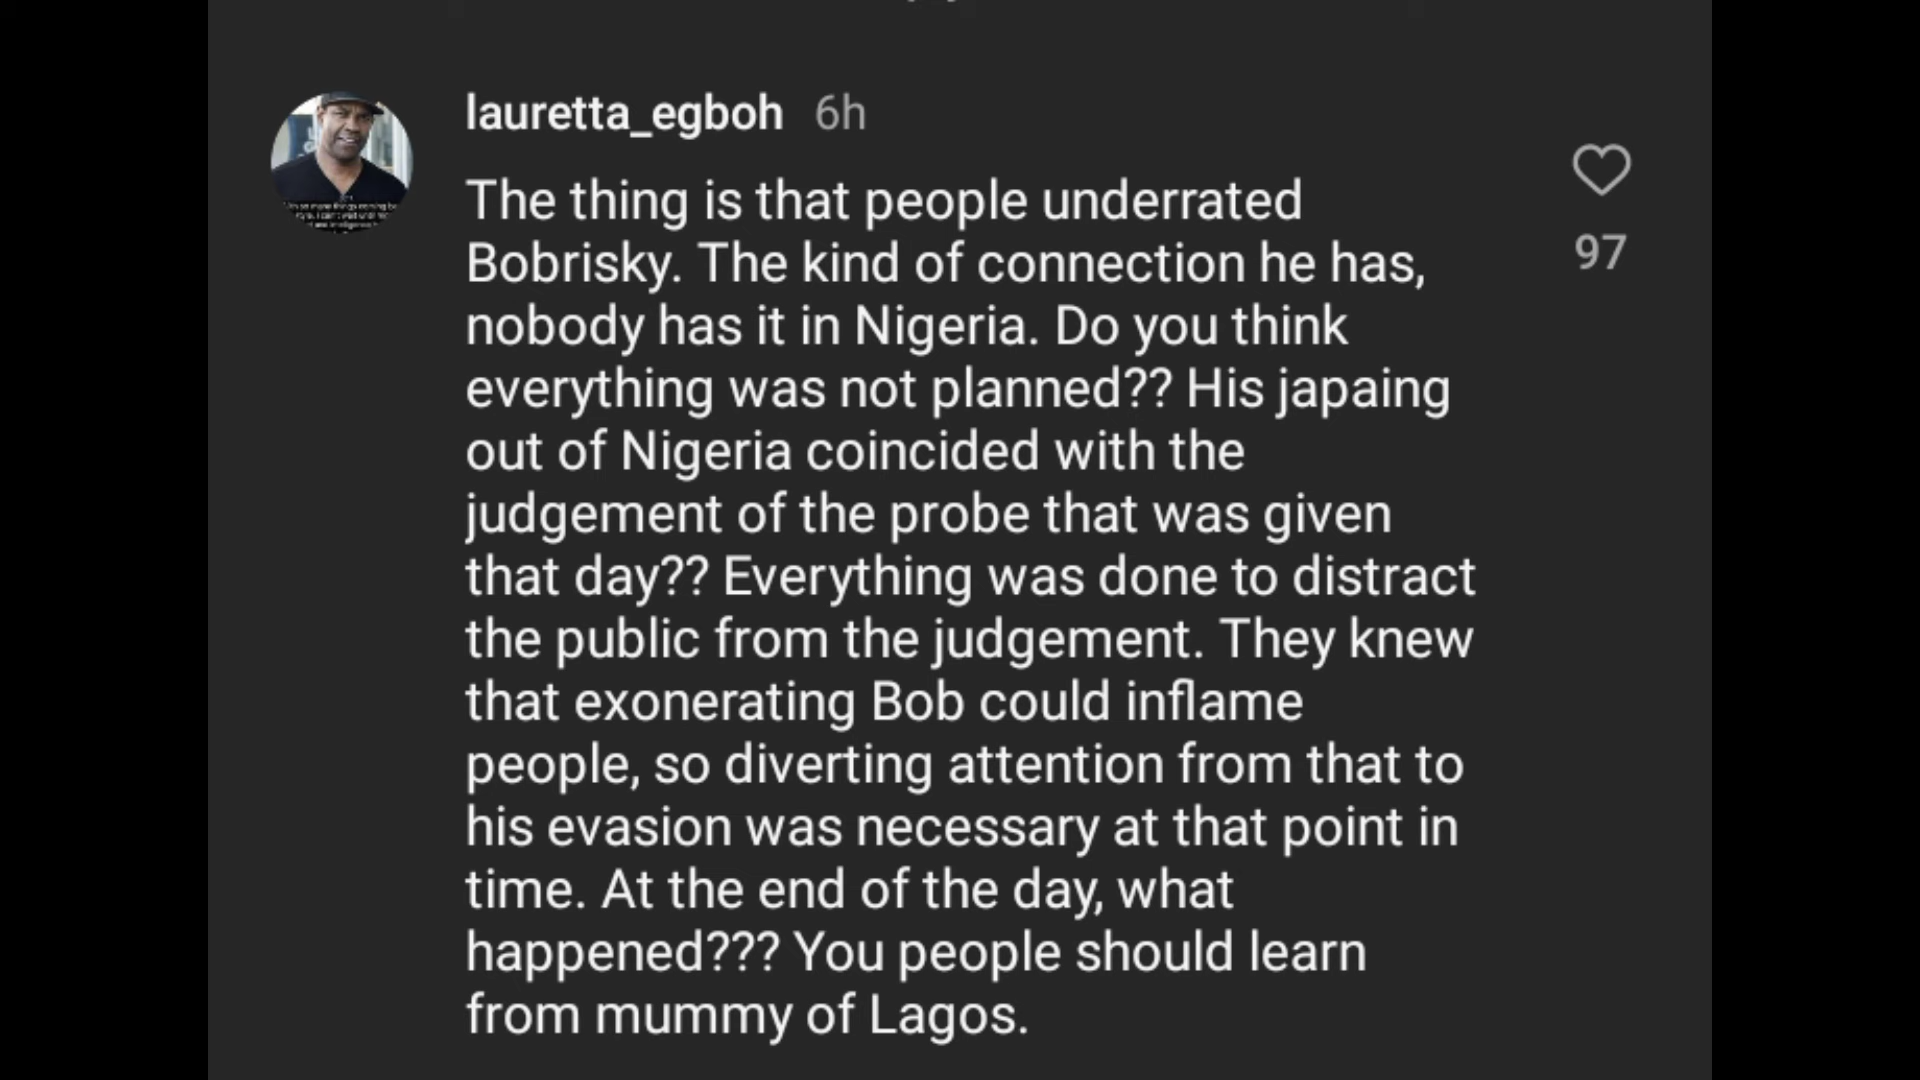 lauretta_egboh 6h
The thing is that people underrated
Bobrisky. The kind of connection he has,
nobody has it in Nigeria. Do you think
everything was not planned?? His japaing
out of Nigeria coincided with the
judgement of the probe that was given
that day?? Everything was done to distract
the public from the judgement. They knew
that exonerating Bob could inflame
people, so diverting attention from that to
his evasion was necessary at that point in
time. At the end of the day, what
happened??? You people should learn
from mummy of Lagos.
97